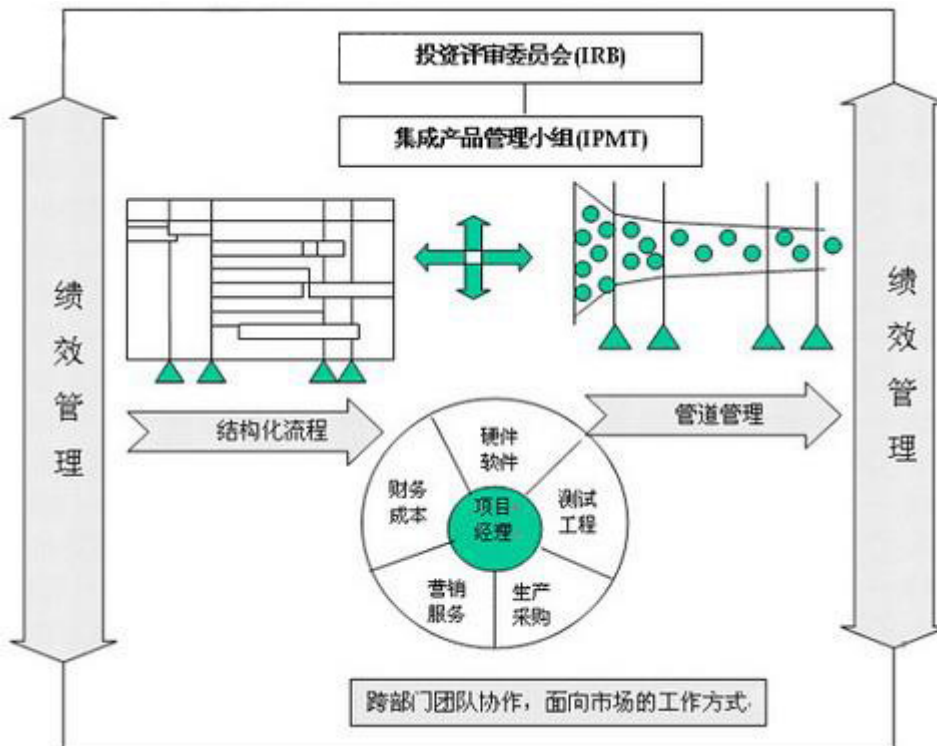 投资评审委员会(IRB)
集成产品管理小组(IPMT)
绩
效
管
理
绩
效
管
理
结构化流程
管道管理
硬件
软件
财务
成本
项目
经理
测试
工程
营销
服务
生产
采购
跨部门团队协作，面向市场的工作方式